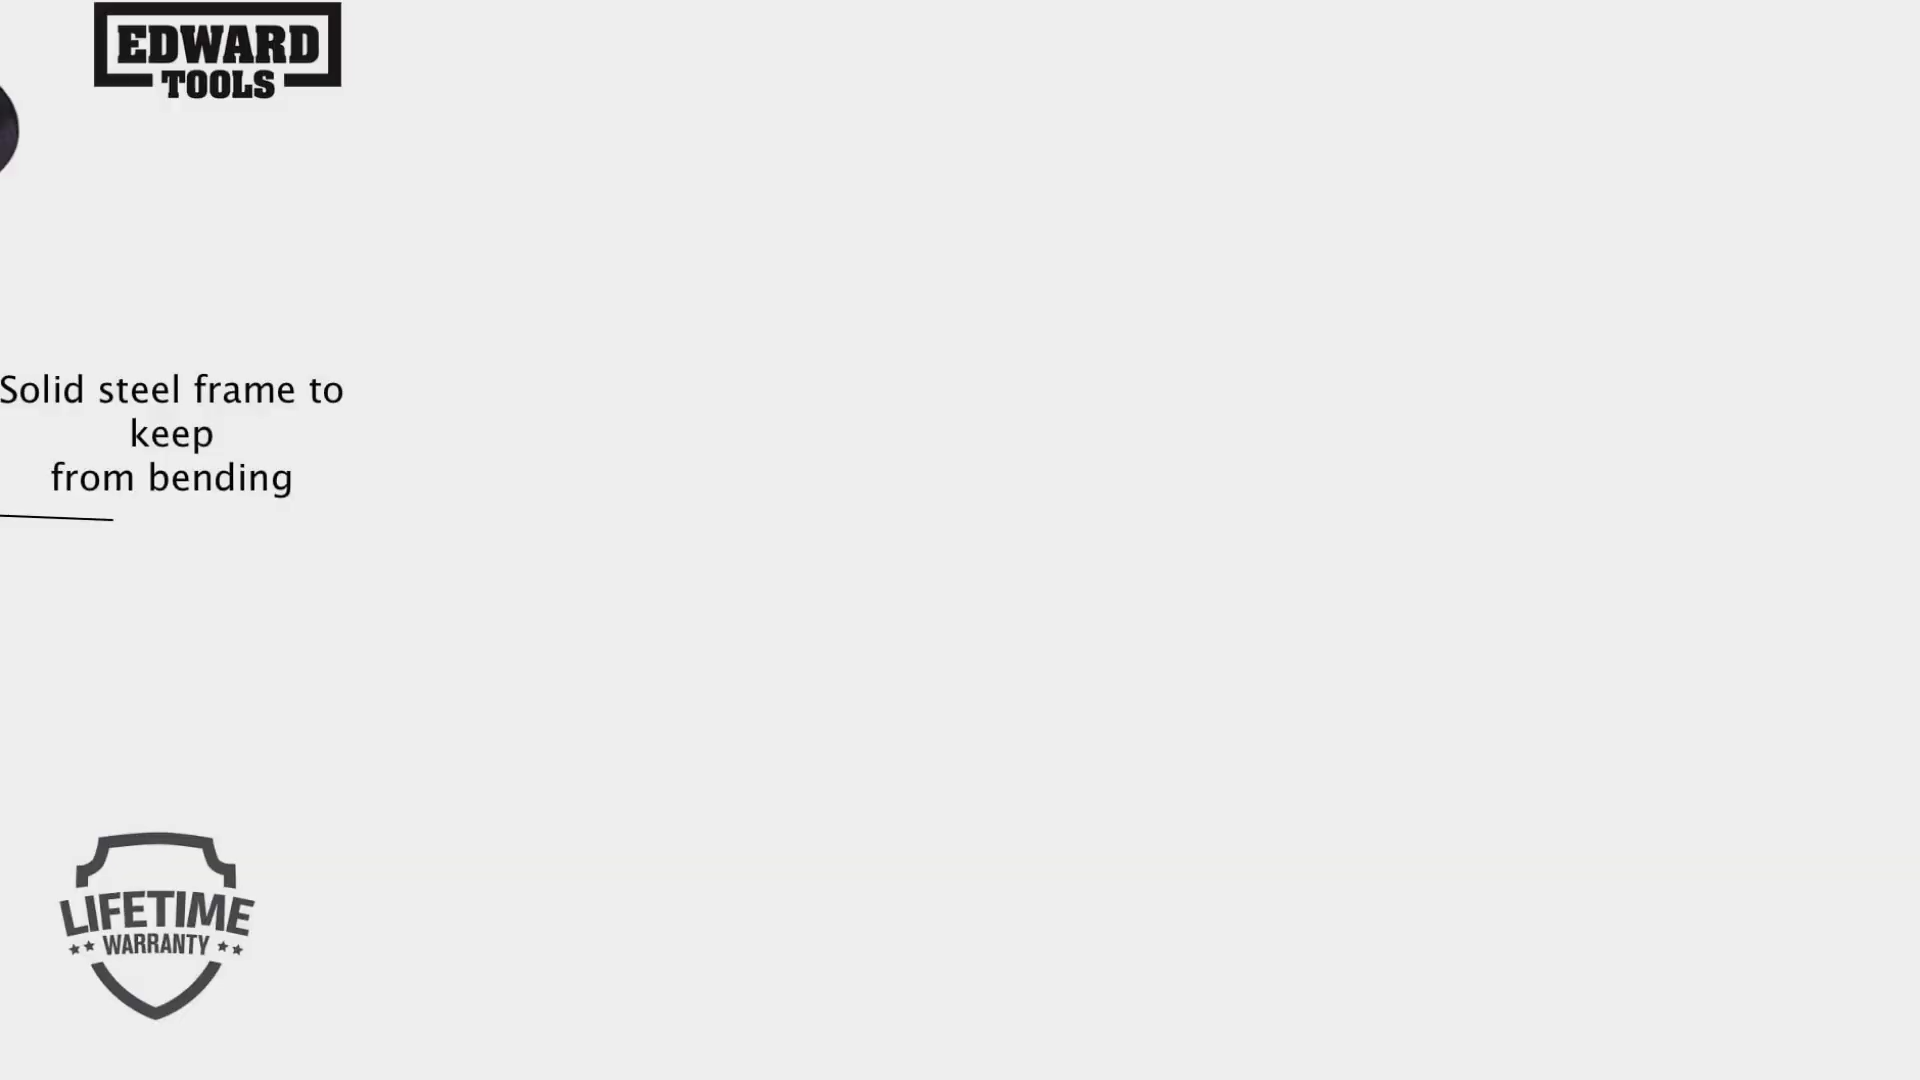 EDWARD
TOOLS
Solid steel frame to
keep
from bending
LIFETIME
WARRANTY